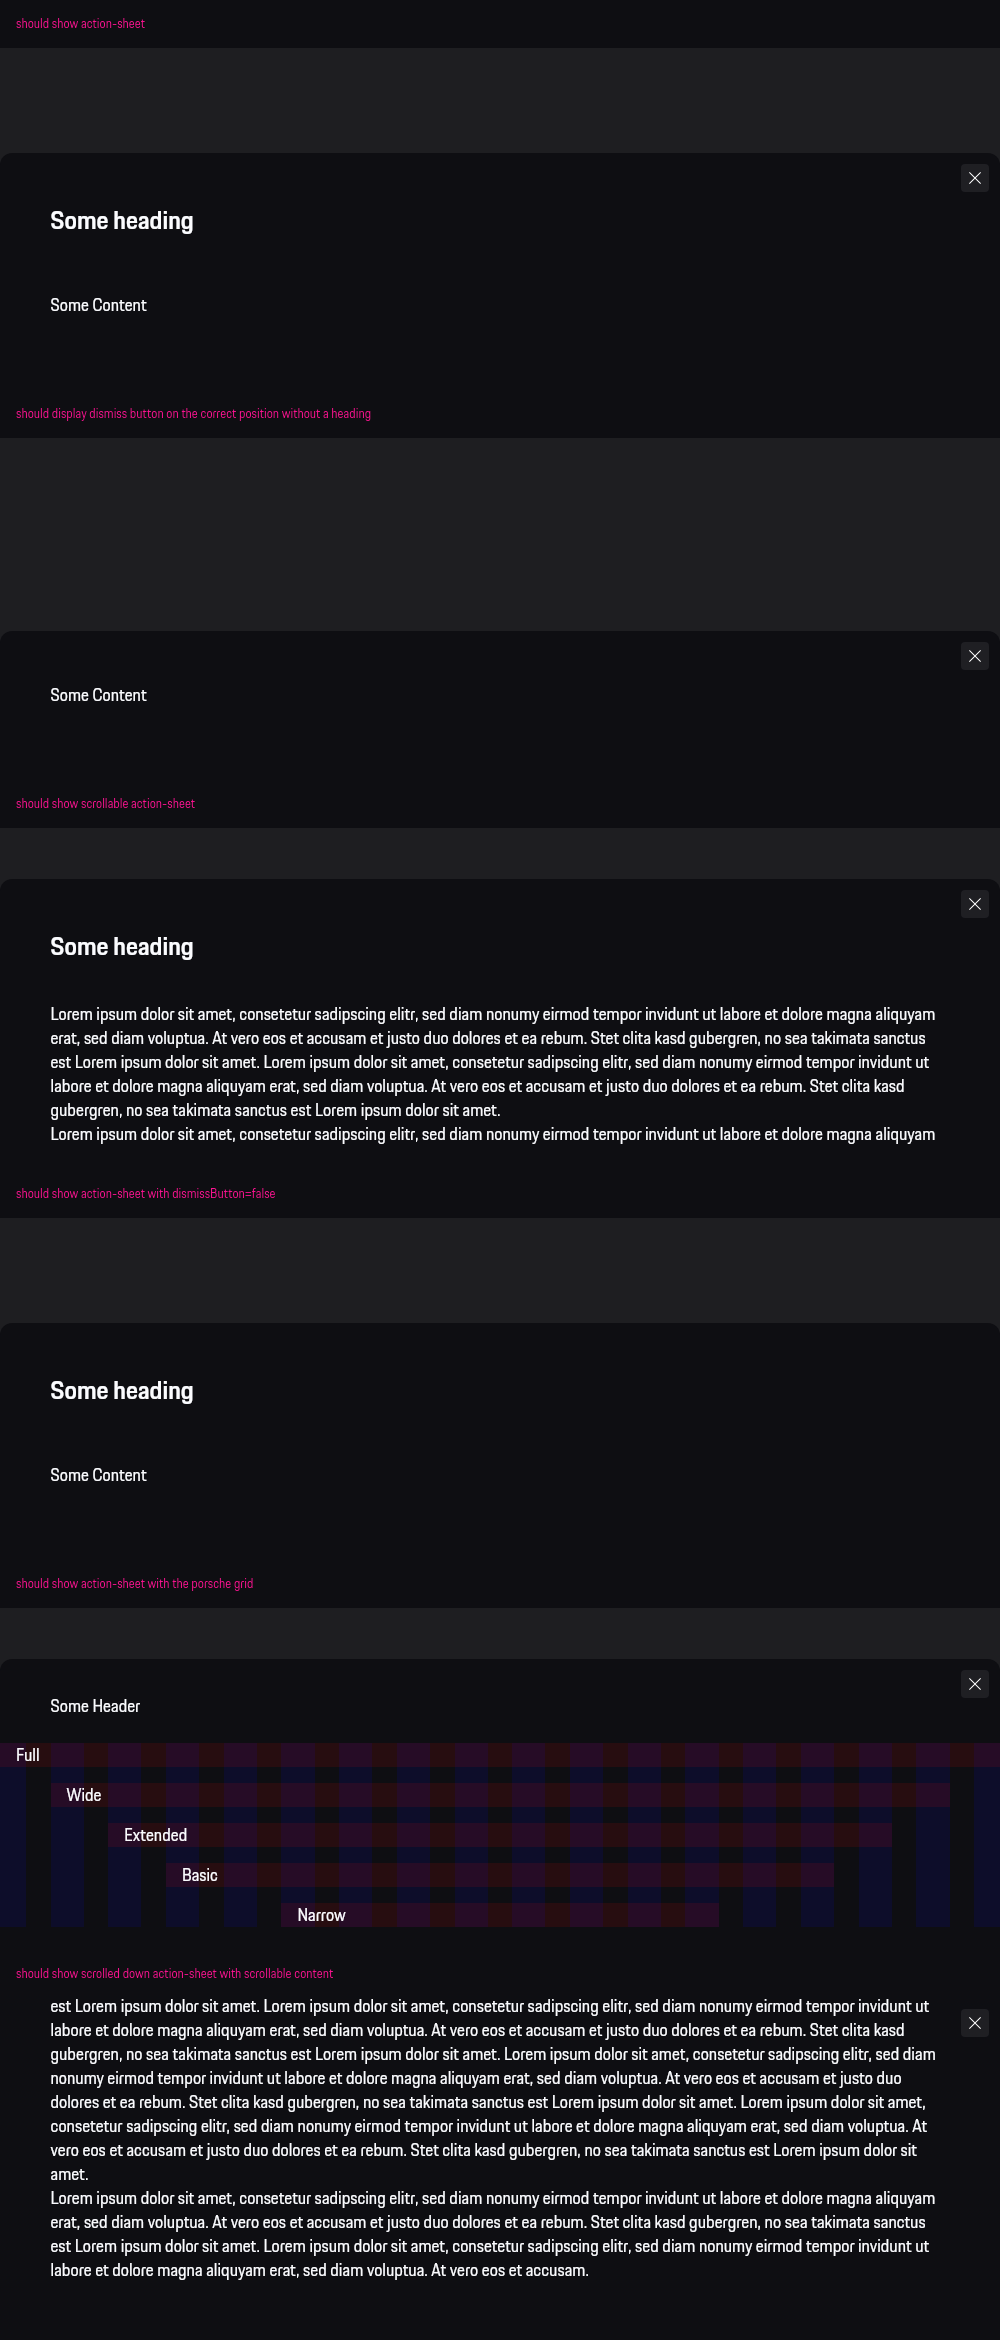 should show action-sheet
Some heading
Some Content
should display dismiss button on the correct position without a heading
Some Content
should show scrollable action-sheet
Some heading
Lorem ipsum dolor sit amet, consetetur sadipscing elitr, sed diam nonumy eirmod tempor invidunt ut labore et dolore magna aliquyam
erat, sed diam voluptua. At vero eos et accusam et justo duo dolores et ea rebum. Stet clita kasd gubergren, no sea takimata sanctus
est Lorem ipsum dolor sit amet. Lorem ipsum dolor sit amet, consetetur sadipscing elitr, sed diam nonumy eirmod tempor invidunt ut
labore et dolore magna aliquyam erat, sed diam voluptua. At vero eos et accusam et justo duo dolores et ea rebum. Stet clita kasd
gubergren, no sea takimata sanctus est Lorem ipsum dolor sit amet.
Lorem ipsum dolor sit amet, consetetur sadipscing elitr, sed diam nonumy eirmod tempor invidunt ut labore et dolore magna aliquyam
should show action-sheet with dismissButton=false
Some heading
Some Content
should show action-sheet with the porsche grid
Some Header
Full
Wide
Extended
Basic
Narrow
should show scrolled down action-sheet with scrollable content
est Lorem ipsum dolor sit amet. Lorem ipsum dolor sit amet, consetetur sadipscing elitr, sed diam nonumy eirmod tempor invidunt ut
labore et dolore magna aliquyam erat, sed diam voluptua. At vero eos et accusam et justo duo dolores et ea rebum. Stet clita kasd
gubergren, no sea takimata sanctus est Lorem ipsum dolor sit amet. Lorem ipsum dolor sit amet, consetetur sadipscing elitr, sed diam
nonumy eirmod tempor invidunt ut labore et dolore magna aliquyam erat, sed diam voluptua. At vero eos et accusam et justo duo
dolores et ea rebum. Stet clita kasd gubergren, no sea takimata sanctus est Lorem ipsum dolor sit amet. Lorem ipsum dolor sit amet,
consetetur sadipscing elitr, sed diam nonumy eirmod tempor invidunt ut labore et dolore magna aliquyam erat, sed diam voluptua. At
vero eos et accusam et justo duo dolores et ea rebum. Stet clita kasd gubergren, no sea takimata sanctus est Lorem ipsum dolor sit
amet.
Lorem ipsum dolor sit amet, consetetur sadipscing elitr, sed diam nonumy eirmod tempor invidunt ut labore et dolore magna aliquyam
erat, sed diam voluptua. At vero eos et accusam et justo duo dolores et ea rebum. Stet clita kasd gubergren, no sea takimata sanctus
est Lorem ipsum dolor sit amet. Lorem ipsum dolor sit amet, consetetur sadipscing elitr, sed diam nonumy eirmod tempor invidunt ut
labore et dolore magna aliquyam erat, sed diam voluptua. At vero eos et accusam.